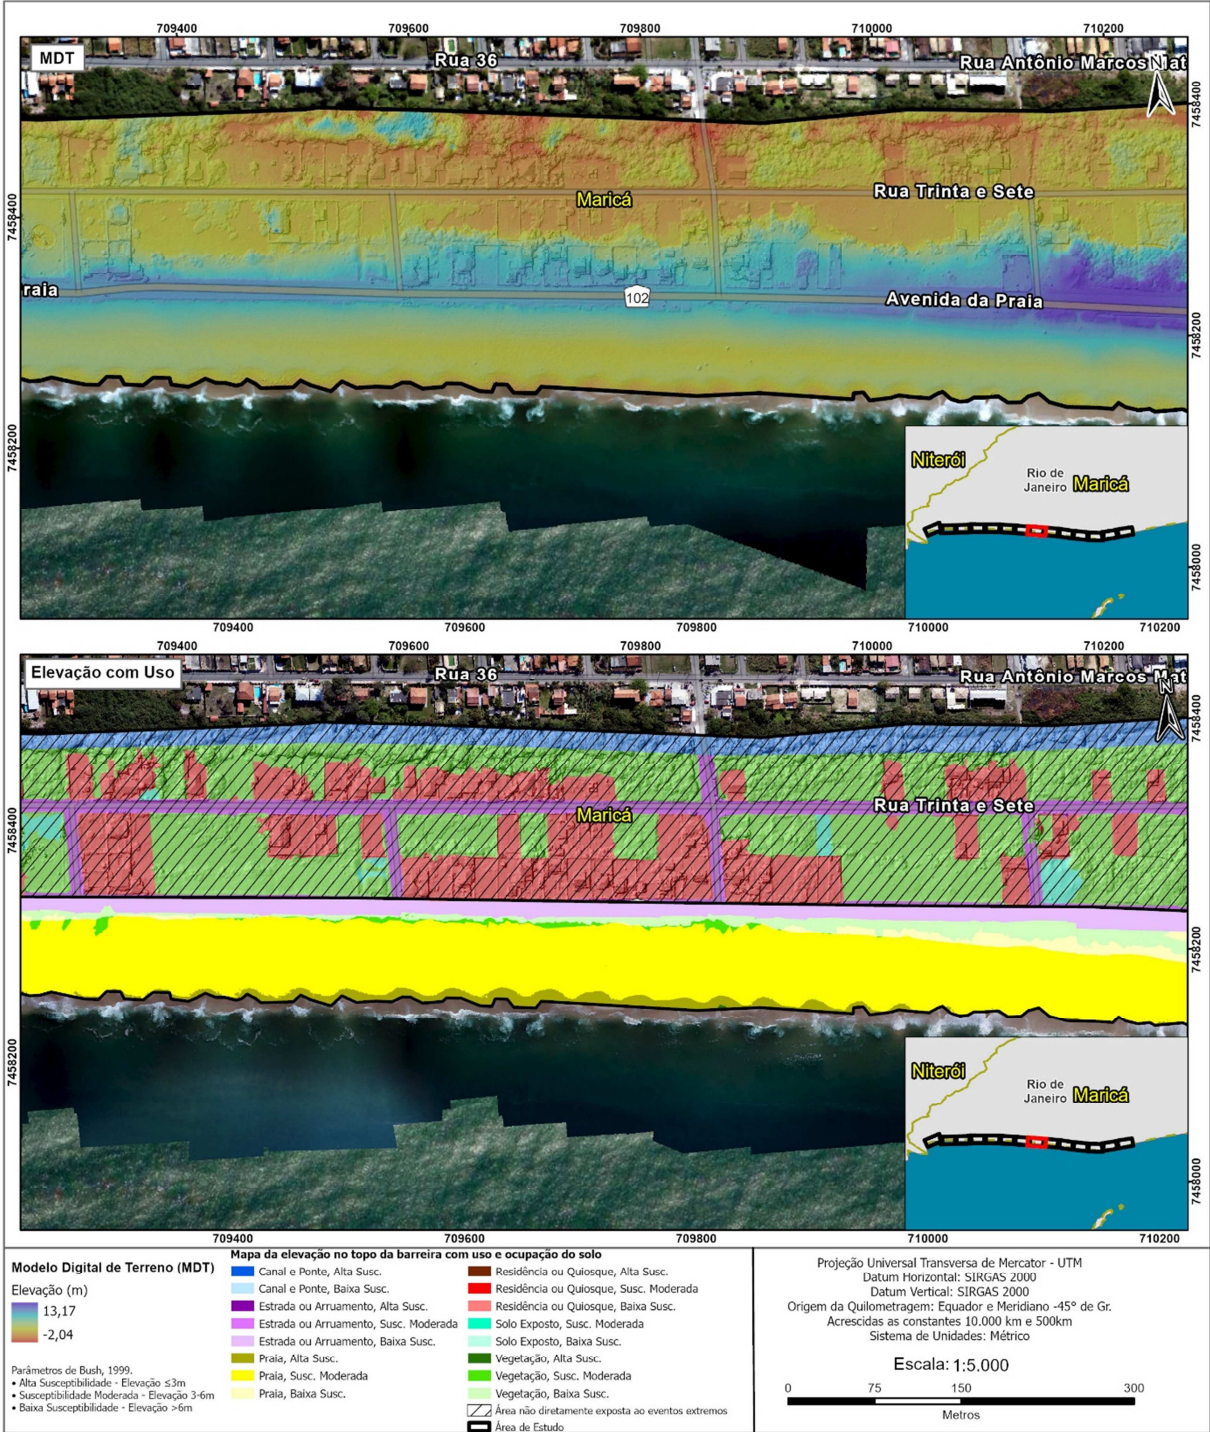 709400 709600 709800 710000 710200
MDT
Rua 36
Rua Antônio Marcos Mat
N
7458400
7458400
Rua Trinta e Sete
Maricá
raia
102
Avenida da Praia
7458200
7458200
Niterói
Rio de
Janeiro
Maricá
7458000
709400 709600 709800 710000 710200
709400 709600 709800 710000 710200
Elevação com Uso
Rua 36
Rua Antônio Marcos Mat
N
7458400
Rua Trinta e Sete
Maricá
7458400
7458200
7458200
Niterói
Rio de
Janeiro
Maricá
7458000
709400 709600 709800 710000 710200
Modelo Digital de Terreno (MDT)
Elevação (m)
13,17
-2,04
Parâmetros de Bush, 1999.
• Alta Susceptibilidade - Elevação ≤3m
• Susceptibilidade Moderada - Elevação 3-6m
• Baixa Susceptibilidade - Elevação >6m
Mapa da elevação no topo da barreira com uso e ocupação do solo
Canal e Ponte, Alta Susc.
Canal e Ponte, Baixa Susc.
Estrada ou Arruamento, Alta Susc.
Estrada ou Arruamento, Susc. Moderada
Estrada ou Arruamento, Baixa Susc.
Praia, Alta Susc.
Praia, Susc. Moderada
Praia, Baixa Susc.
Residência ou Quiosque, Alta Susc.
Residência ou Quiosque, Susc. Moderada
Residência ou Quiosque, Baixa Susc.
Solo Exposto, Susc. Moderada
Solo Exposto, Baixa Susc.
Vegetação, Alta Susc.
Vegetação, Susc. Moderada
Vegetação, Baixa Susc.
Área não diretamente exposta ao eventos extremos
Área de Estudo
Projeção Universal Transversa de Mercator - UTM
Datum Horizontal: SIRGAS 2000
Datum Vertical: SIRGAS 2000
Origem da Quilometragem: Equador e Meridiano -45° de Gr.
Acrescidas as constantes 10.000 km e 500km
Sistema de Unidades: Métrico
Escala: 1:5.000
0 75 150 300
Metros